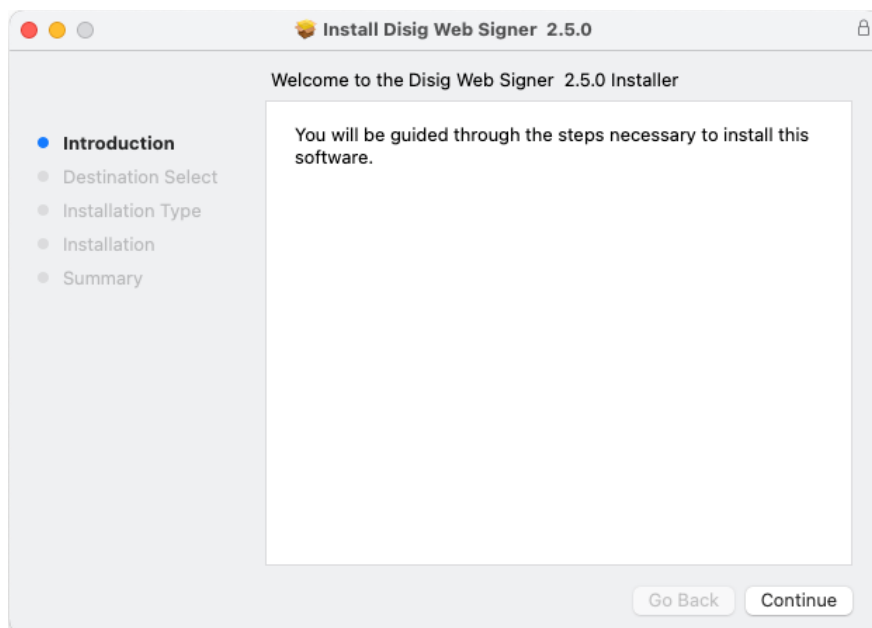 Install Disig Web Signer  2.5.0
Welcome to the Disig Web Signer  2.5.0 Installer
Introduction
Destination Select
Installation Type
Installation
Summary
You will be guided through the steps necessary to install this
software.
Go Back
Continue